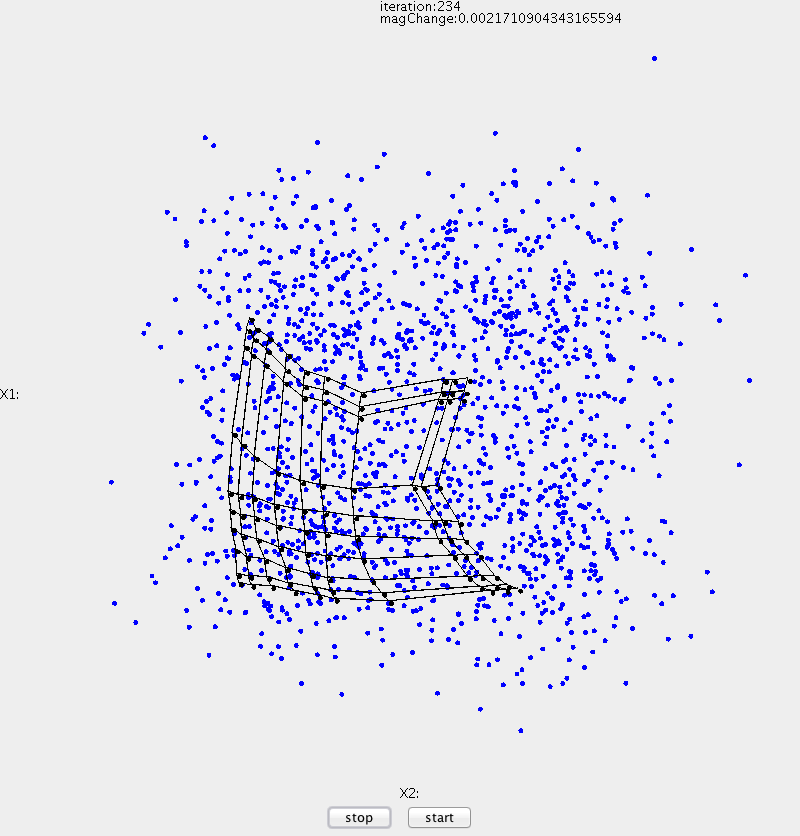 iteration:234
magChange:0.0021710904343165594
X1:
X2:
stop
start